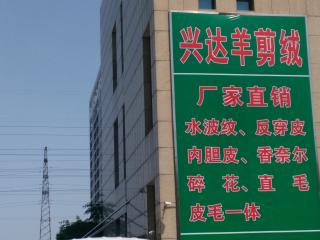 兴达羊剪绒
厂家直销
水波纹、反穿皮
内胆皮、香奈尔
碎花、直毛
皮毛一体